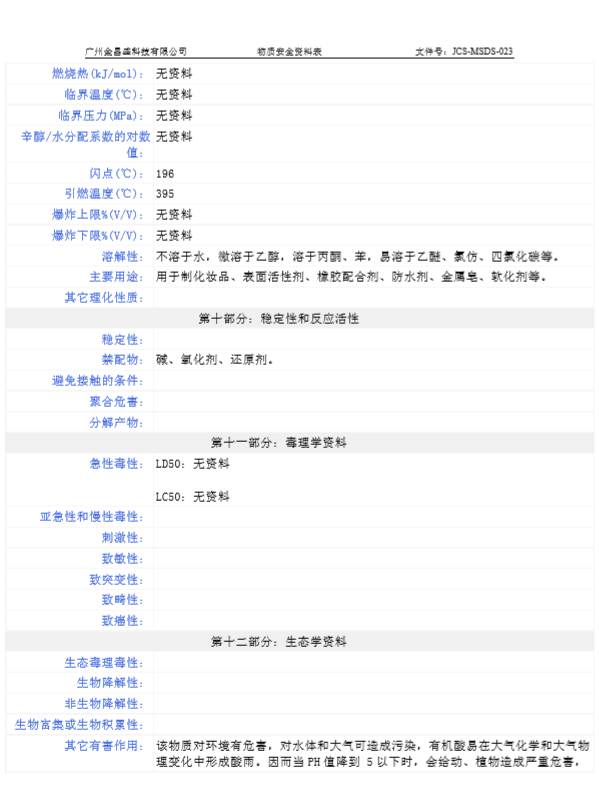 广州金昌盛科技有限公司 物质安全资料表 文件号：JCS-MSDS-023
燃烧热(kJ/mol)： 无资料
临界温度(℃)： 无资料
临界压力(MPa)： 无资料
辛醇/水分配系数的对数 无资料
值：
闪点(℃)： 196
引燃温度(℃)： 395
爆炸上限%(V/V)： 无资料
爆炸下限%(V/V)： 无资料
溶解性： 不溶于水，微溶于乙醇，溶于丙酮、苯，易溶于乙醚、氯仿、四氯化碳等。
主要用途： 用于制化妆品、表面活性剂、橡胶配合剂、防水剂、金属皂、软化剂等。
其它理化性质：
第十部分：稳定性和反应活性
稳定性：
禁配物： 碱、氧化剂、还原剂。
避免接触的条件：
聚合危害：
分解产物：
第十一部分：毒理学资料
急性毒性： LD50：无资料
LC50：无资料
亚急性和慢性毒性：
刺激性：
致敏性：
致突变性：
致畸性：
致癌性：
第十二部分：生态学资料
生态毒理毒性：
生物降解性：
非生物降解性：
生物富集或生物积累性：
其它有害作用： 该物质对环境有危害，对水体和大气可造成污染，有机酸易在大气化学和大气物
理变化中形成酸雨。因而当PH值降到 5以下时，会给动、植物造成严重危害，